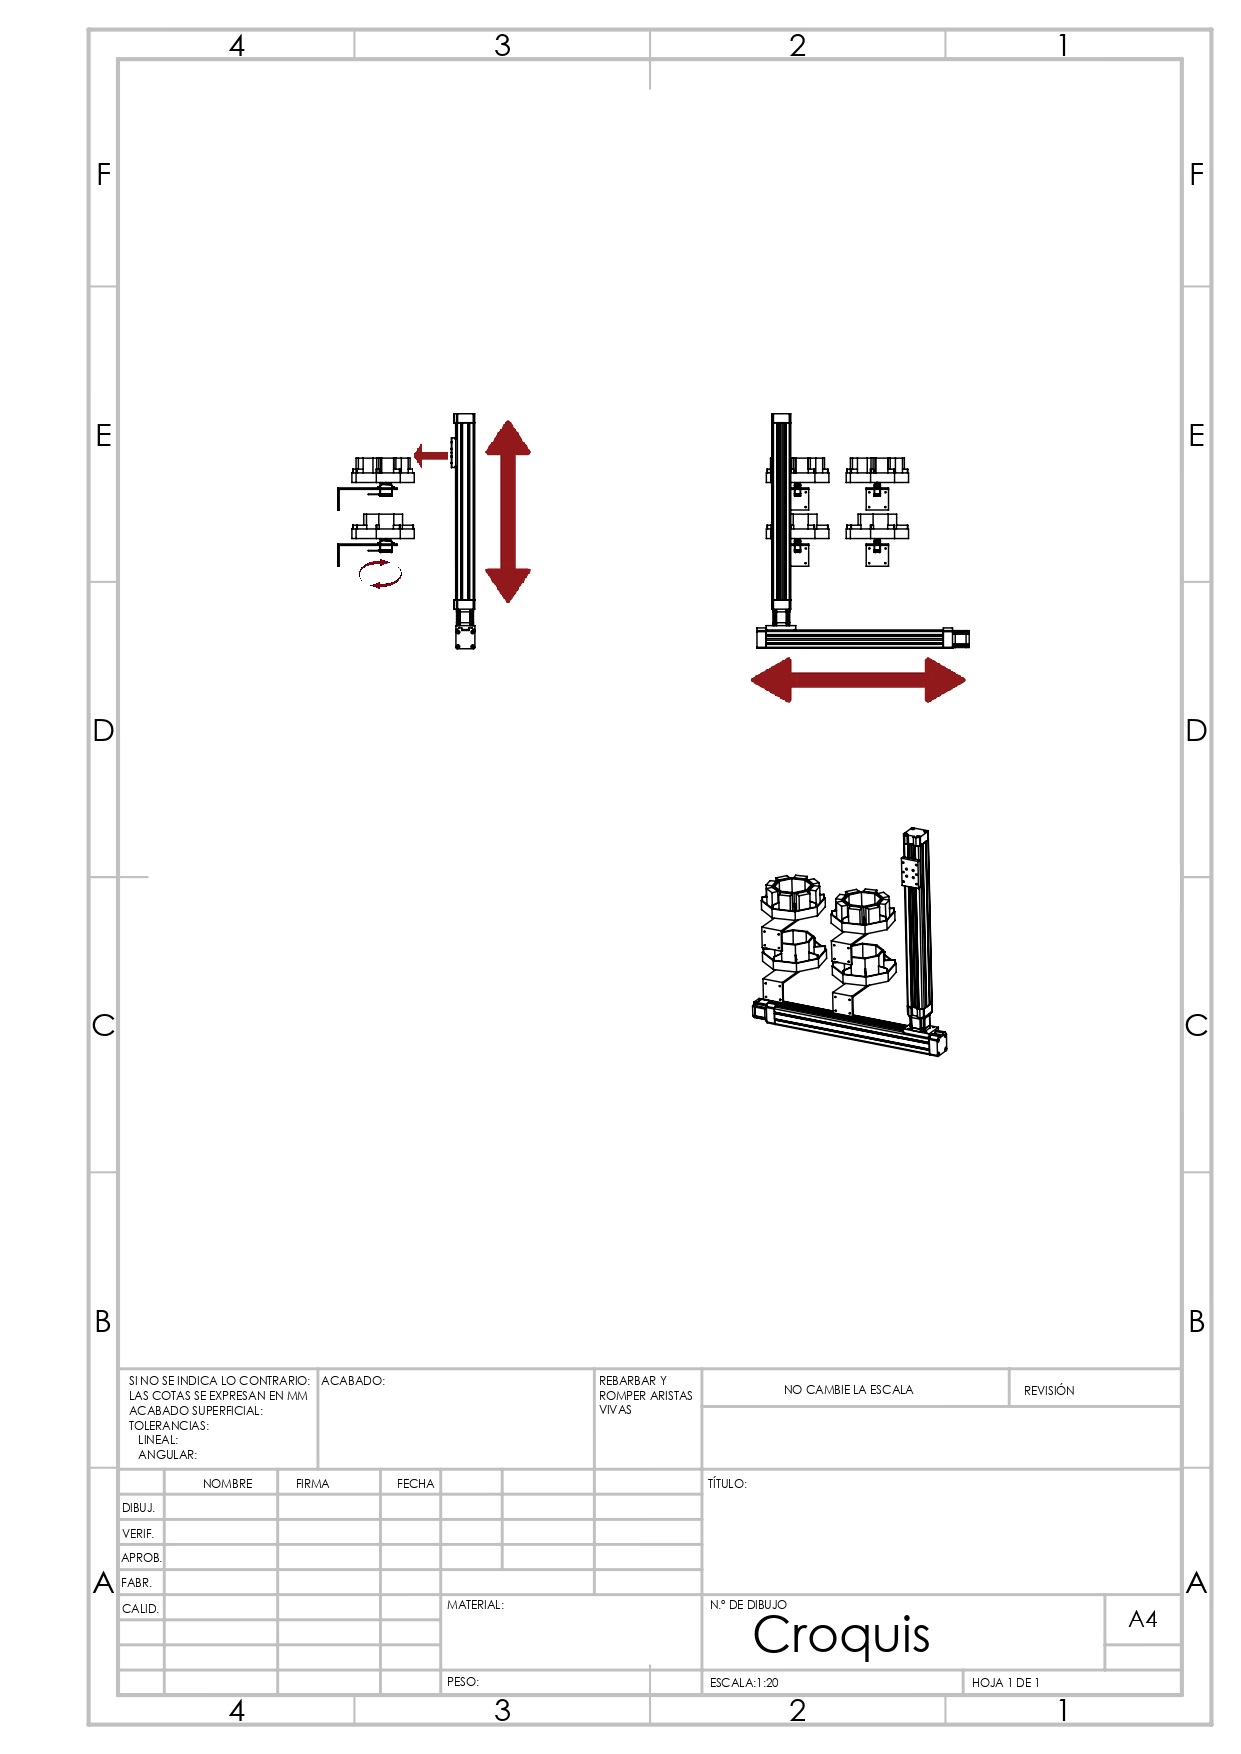 4 3 2 1
F F
E E
D D
C C
B B
SI NO SE INDICA LO CONTRARIO:
LAS COTAS SE EXPRESAN EN MM
ACABADO SUPERFICIAL:
TOLERANCIAS:
LINEAL:
ANGULAR:
ACABADO:
REBARBAR Y
ROMPER ARISTAS
VIVAS
NO CAMBIE LA ESCALA
REVISIÓN
NOMBRE FIRMA FECHA
TÍTULO:
DIBUJ.
VERIF.
APROB.
A FABR. A
CALID.
MATERIAL:
N.º DE DIBUJO
Croquis
A4
PESO:
ESCALA:1:20
HOJA 1 DE 1
4 3 2 1